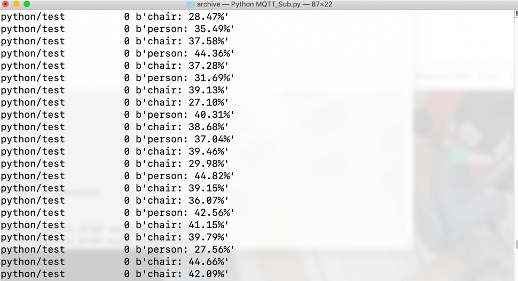 archive — Python MQTT_Sub.py — 87×22
python/test 0 b'chair: 28.47%'
python/test 0 b'person: 35.49%'
python/test 0 b'chair: 37.58%'
python/test 0 b'person: 44.36%'
python/test 0 b'chair: 37.28%'
python/test 0 b'person: 31.69%'
python/test 0 b'chair: 39.13%'
python/test 0 b'chair: 27.10%'
python/test 0 b'person: 40.31%'
python/test 0 b'chair: 38.68%'
python/test 0 b'person: 37.04%'
python/test 0 b'chair: 39.46%'
python/test 0 b'chair: 29.98%'
python/test 0 b'person: 44.82%'
python/test 0 b'chair: 39.15%'
python/test 0 b'chair: 36.07%'
python/test 0 b'person: 42.56%'
python/test 0 b'chair: 41.15%'
python/test 0 b'chair: 39.79%'
python/test 0 b'person: 27.56%'
python/test 0 b'chair: 44.66%'
python/test 0 b'chair: 42.09%'